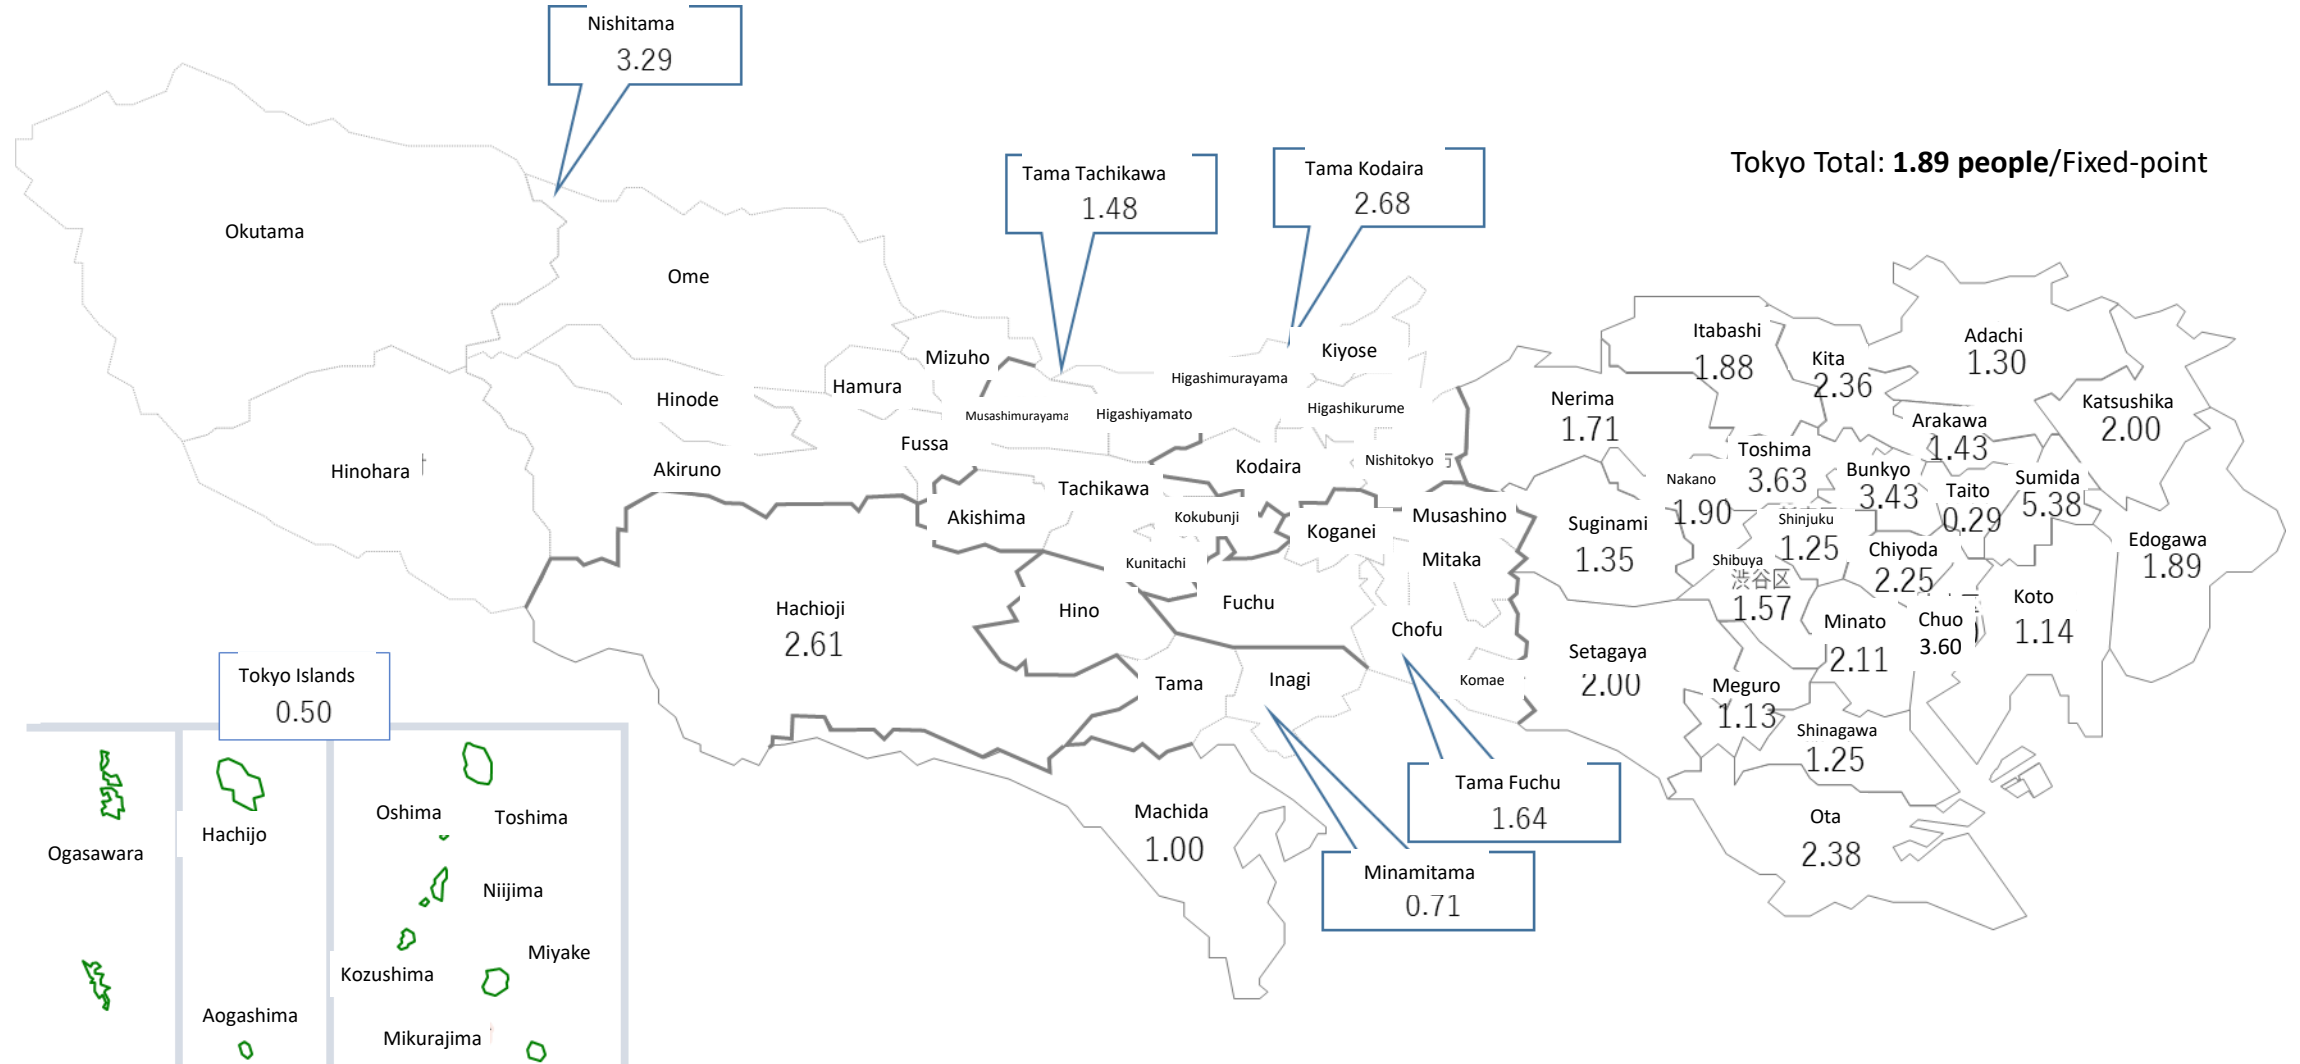 Nishitama
3.29
Tama Tachikawa
1.48
Tama Kodaira
2.68
Tokyo Total: 1.89 people/Fixed-point
Okutama
Ome
Mizuho
Hamura
Hinode
Musashimurayama
Higashiyamato
Higashimurayama
Kiyose
Higashikurume
Fussa
Hinohara
Akiruno
Kodaira
Nishitokyo
Tachikawa
Akishima
Kokubunji
Koganei
Musashino
Mitaka
Kunitachi
Hachioji
2.61
Hino
Fuchu
Chofu
Tama
Inagi
Komae
Machida
1.00
Tama Fuchu
1.64
Minamitama
0.71
Itabashi
1.88
Kita
2.36
Adachi
1.30
Nerima
1.71
Arakawa
1.43
Katsushika
2.00
Toshima
3.63
Bunkyo
3.43
Nakano
1.90
Taito
0.29
Sumida
5.38
Suginami
1.35
Shinjuku
1.25
Chiyoda
2.25
Edogawa
1.89
Shibuya
渋谷区
1.57
Koto
1.14
Minato
2.11
Chuo
3.60
Setagaya
2.00
Meguro
1.13
Shinagawa
1.25
Ota
2.38
Tokyo Islands
0.50
Ogasawara
Hachijo
Aogashima
Oshima
Toshima
Niijima
Kozushima
Miyake
Mikurajima